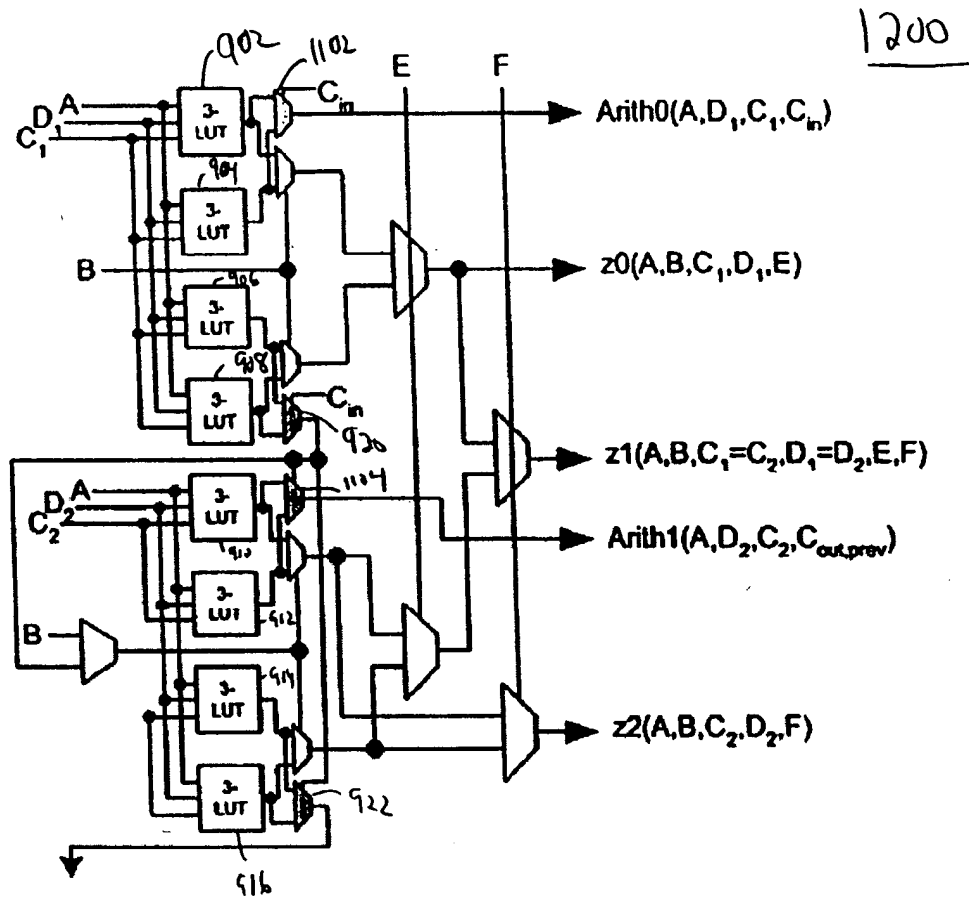 1200
902
1102
E
F
C_in
A
D_1
C_1
3-LUT
Arith0(A,D_1,C_1,C_in)
904
3-LUT
B
z0(A,B,C_1,D_1,E)
906
3-LUT
908
3-LUT
C_in
920
z1(A,B,C_1=C_2,D_1=D_2,E,F)
1104
A
D_2
C_2
3-LUT
910
Arith1(A,D_2,C_2,C_out,prev)
3-LUT
912
B
914
3-LUT
z2(A,B,C_2,D_2,F)
3-LUT
922
916